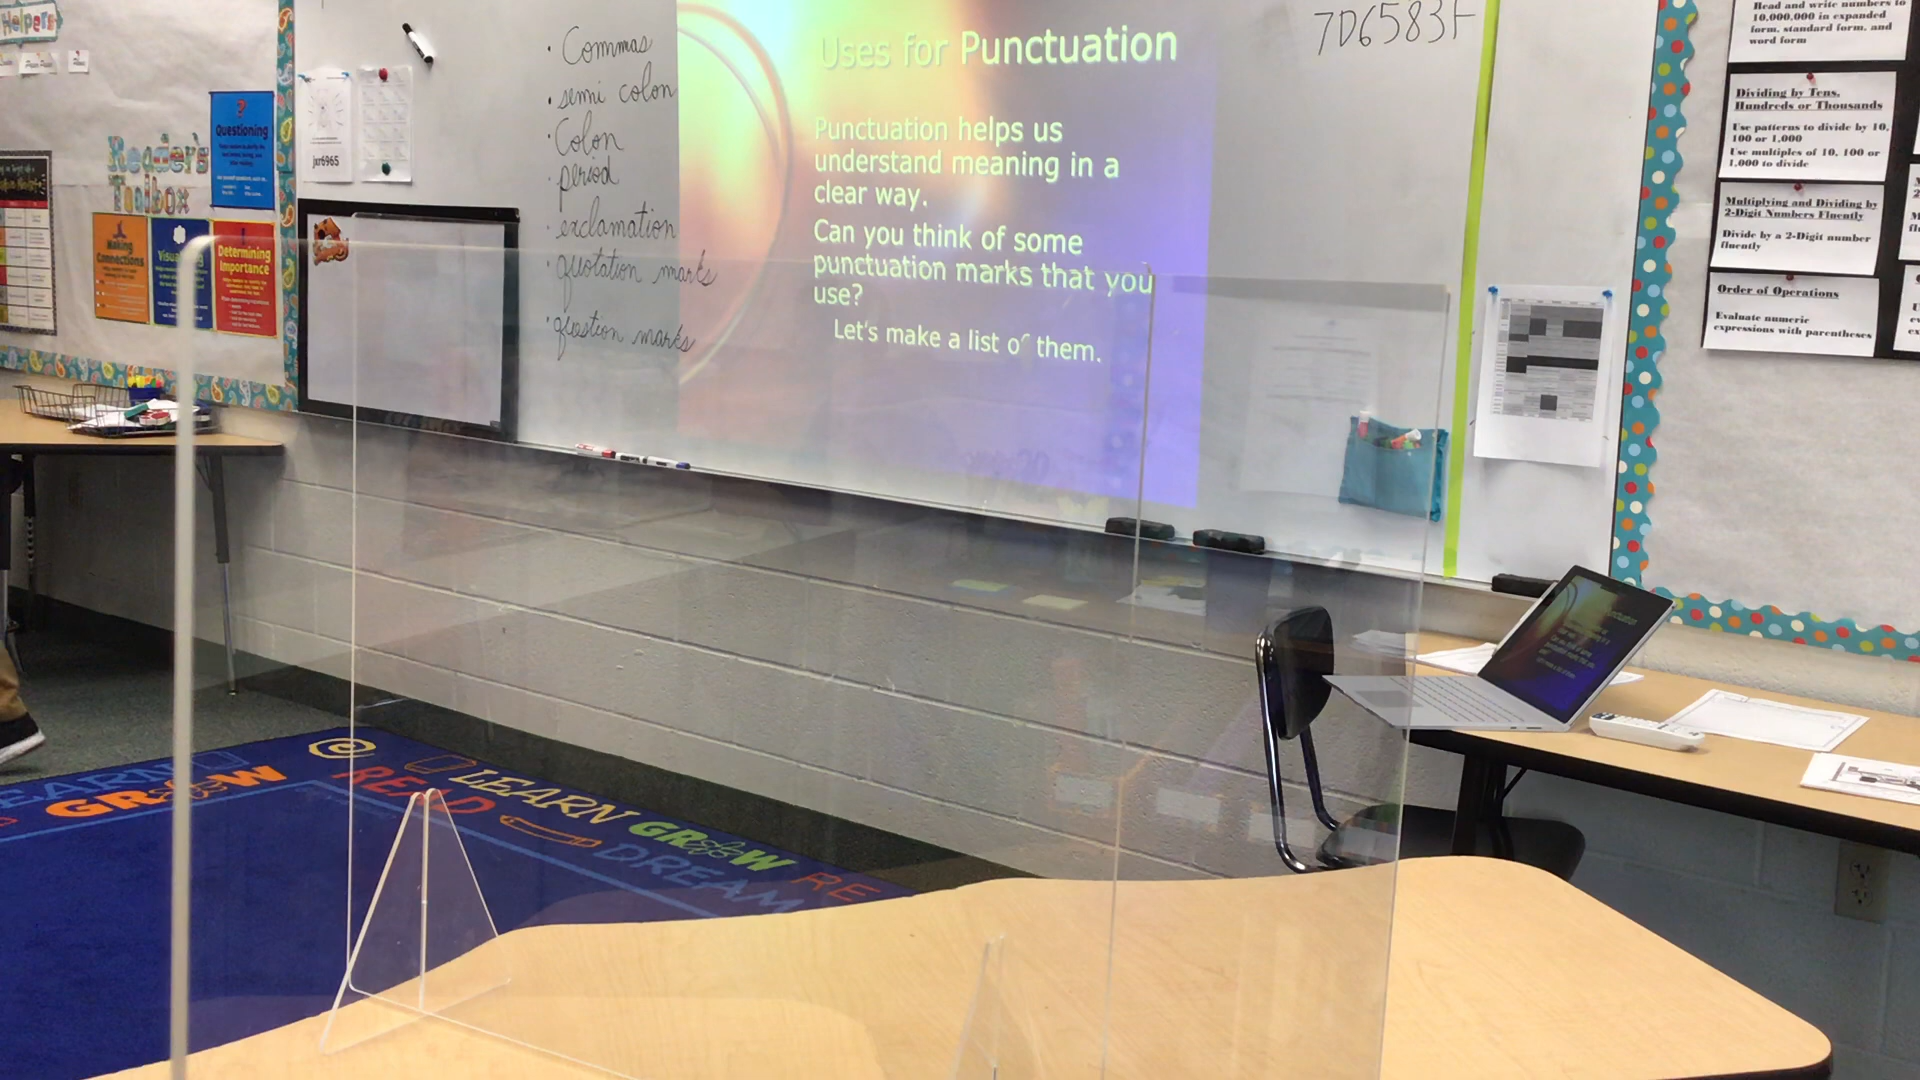 Helpers
Reader's
Toolbox
Questioning
Making
Connections
Determining
Importance
jxr6965
· Commas
· semi colon
· Colon
· period
· exclamation
· quotation marks
· question marks
Uses for Punctuation
Punctuation helps us
understand meaning in a
clear way.
Can you think of some
punctuation marks that you
use?
Let's make a list of them.
7D6583F
Read and write numbers to
10,000,000 in expanded
form, standard form, and
word form
Dividing by Tens,
Hundreds or Thousands
Use patterns to divide by 10,
100 or 1,000
Use multiples of 10, 100 or
1,000 to divide
Multiplying and Dividing by
2-Digit Numbers Fluently
Divide by a 2-Digit number
fluently
Order of Operations
Evaluate numeric
expressions with parentheses
LEARN
GROW
READ
LEARN
GROW
DREAM
RE